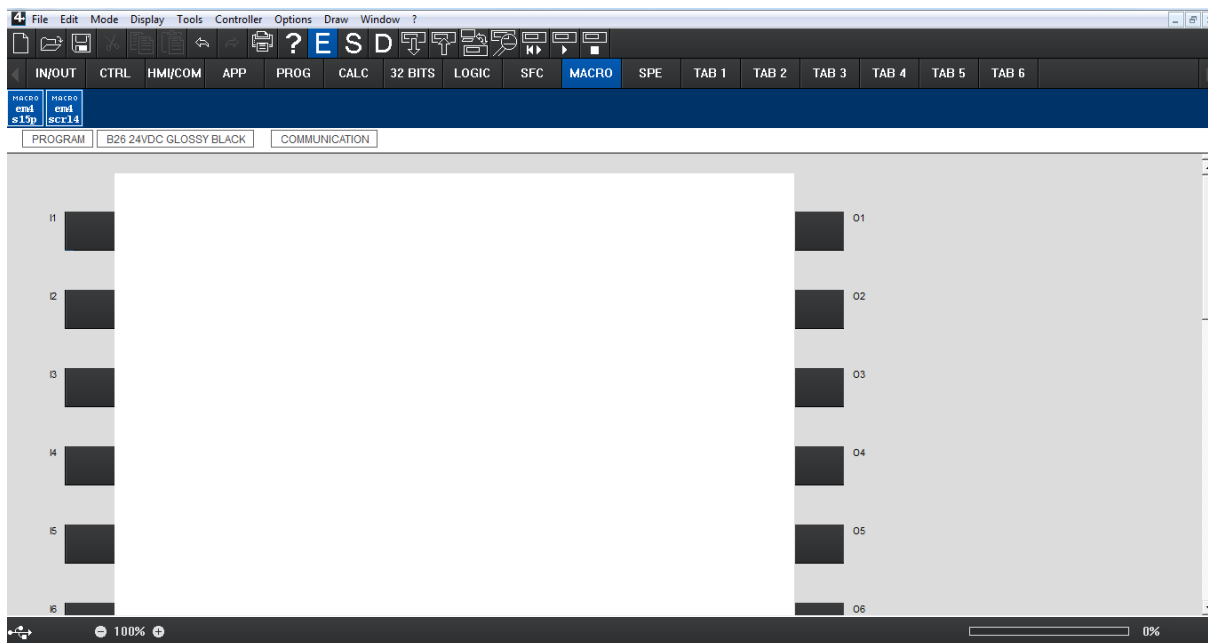 4 File Edit Mode Display Tools Controller Options Draw Window ?
? E S D
IN/OUT CTRL HMI/COM APP PROG CALC 32 BITS LOGIC SFC MACRO SPE TAB 1 TAB 2 TAB 3 TAB 4 TAB 5 TAB 6
MACRO MACRO
em4 em4
s15p scr14
PROGRAM B26 24VDC GLOSSY BLACK COMMUNICATION
I1 O1
I2 O2
I3 O3
I4 O4
I5 O5
I6 O6
100% 0%